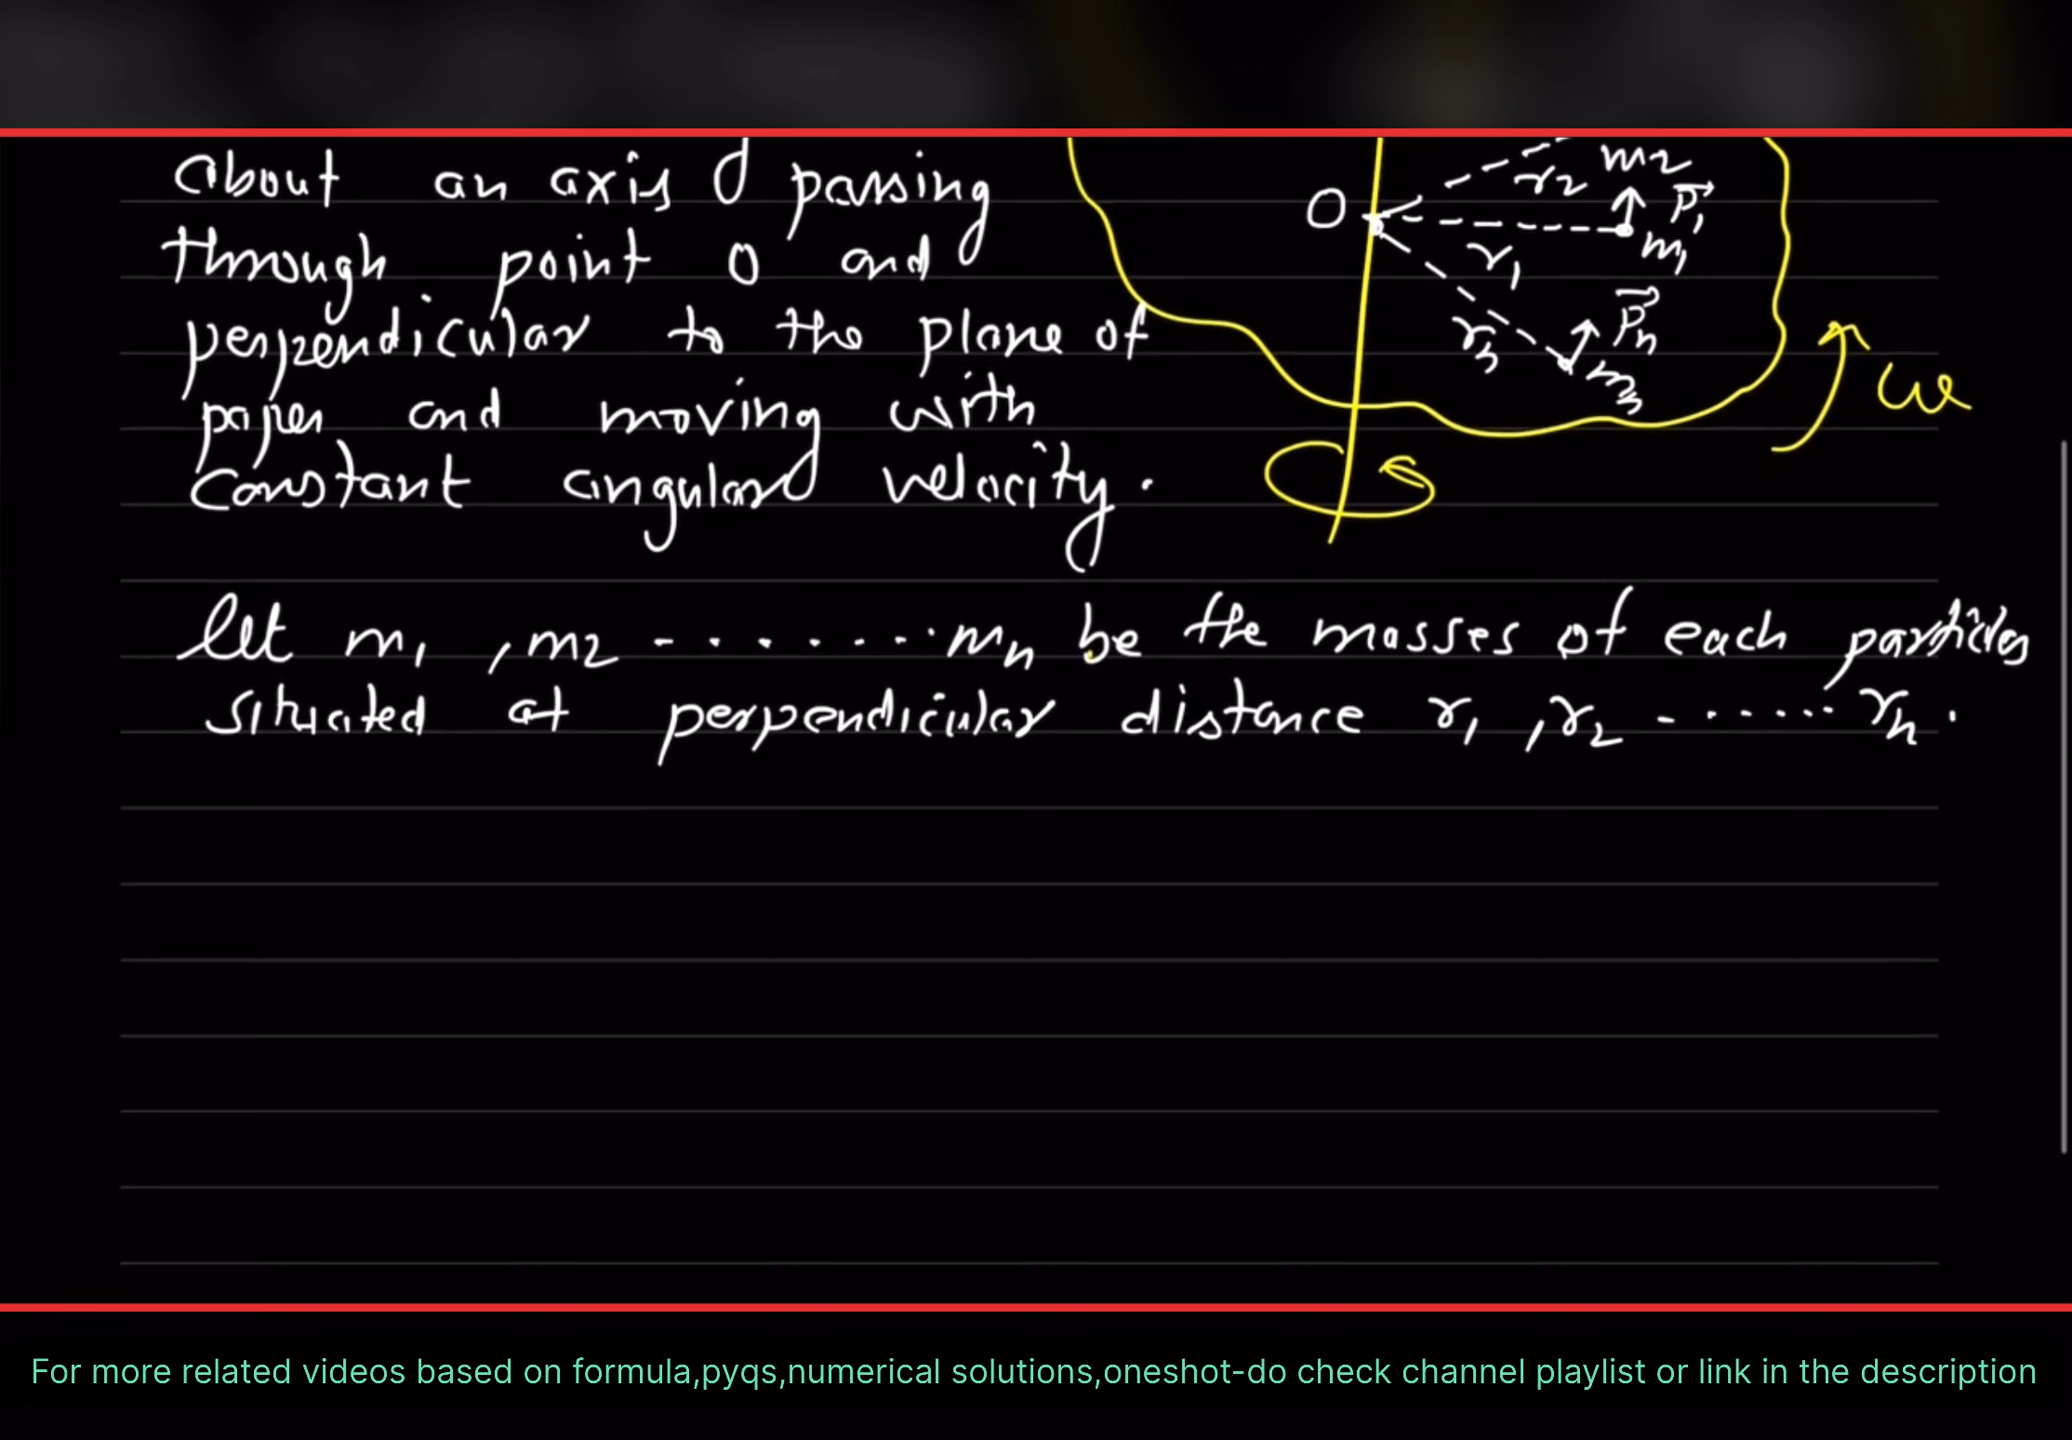 about an axis passing
through point O and
perpendicular to the plane of
paper and moving with
constant angular velocity.
O r2 m2 P⃗1
r1 m1
rn P⃗n
m3 ω
let m1 , m2 - . . . . . . . mn be the masses of each particles
situated at perpendicular distance r1 , r2 - . . . . . . rn .
For more related videos based on formula,pyqs,numerical solutions,oneshot-do check channel playlist or link in the description